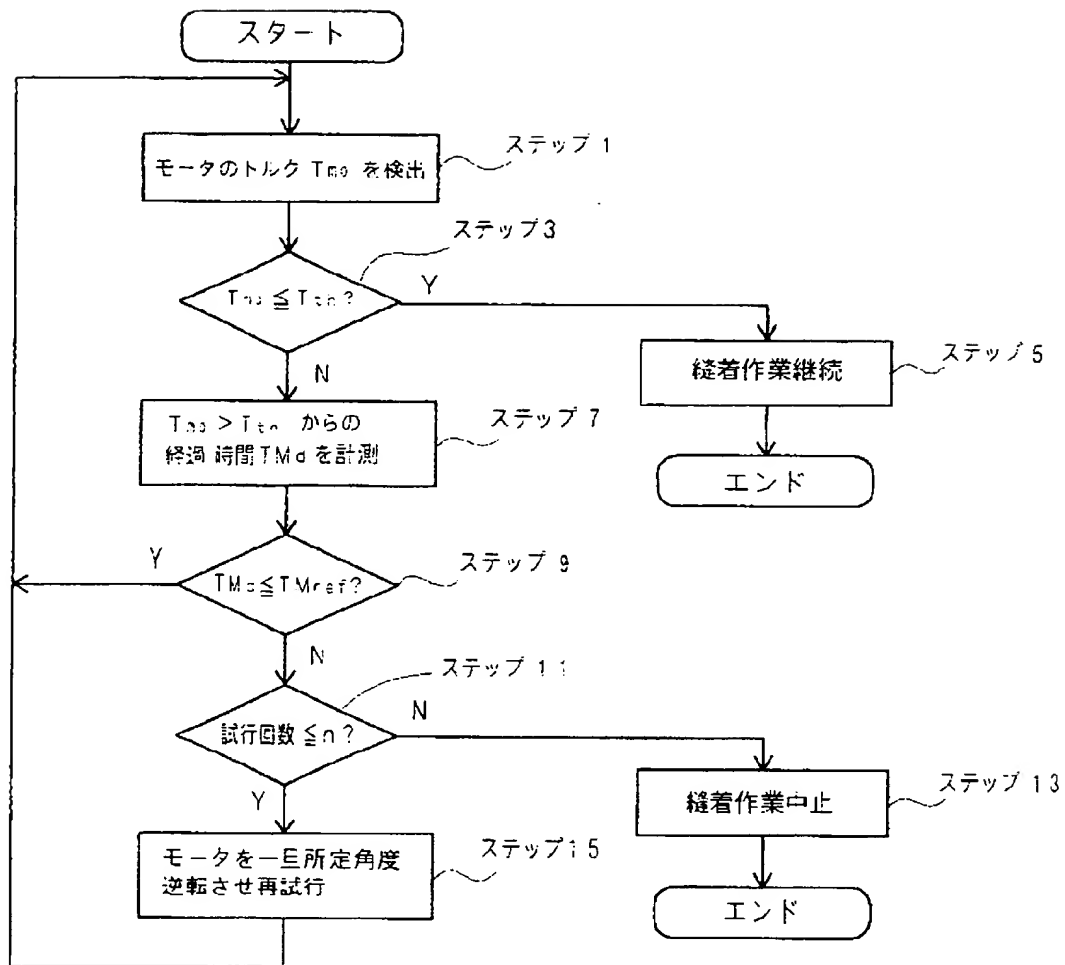 スタート
ステップ 1
モータのトルク Tmo を検出
ステップ3
Tmo ≦ Tth?
Y
N
縫着作業継続
ステップ 5
エンド
Tmo > Tth からの
経過時間TMdを計測
ステップ 7
Y
TMd≦TMref?
ステップ 9
N
ステップ 11
試行回数 ≦n?
N
Y
縫着作業中止
ステップ 13
エンド
モータを一旦所定角度
逆転させ再試行
ステップ15